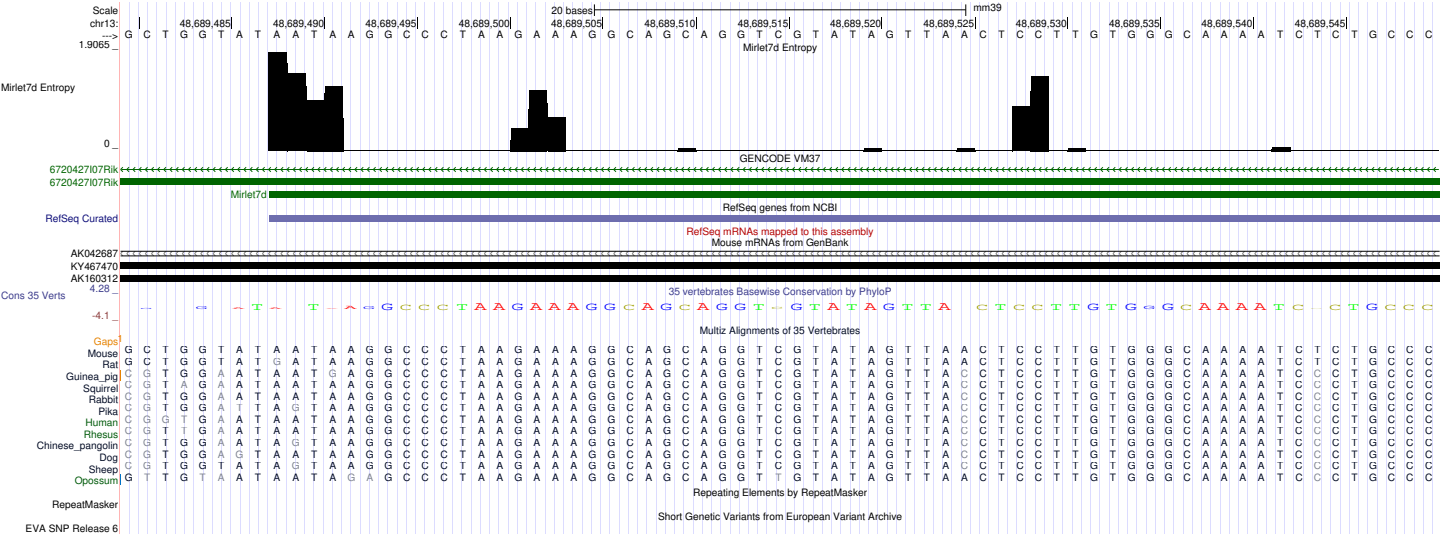 Scale 20 bases mm39
chr13: 48,689,485 48,689,490 48,689,495 48,689,500 48,689,505 48,689,510 48,689,515 48,689,520 48,689,525 48,689,530 48,689,535 48,689,540 48,689,545
---> G C T G G T A T A A T A A G G C C C T A A G A A A G G C A G C A G G T C G T A T A G T T A A C T C C T T G T G G G C A A A A T C T C T G C C C
1.9065 _ Mirlet7d Entropy
Mirlet7d Entropy
0 _
GENCODE VM37
6720427I07Rik
6720427I07Rik
Mirlet7d
RefSeq genes from NCBI
RefSeq Curated
RefSeq mRNAs mapped to this assembly
Mouse mRNAs from GenBank
AK042687
KY467470
AK160312
4.28 _ 35 vertebrates Basewise Conservation by PhyloP
Cons 35 Verts G A T A T A G G C C C T A A G A A A G G C A G C A G G T G T A T A G T T A C T C C T T G T G G G C A A A A T C C T G C C C
-4.1 _
Multiz Alignments of 35 Vertebrates
Gaps
Mouse G C T G G T A T A A T A A G G C C C T A A G A A A G G C A G C A G G T C G T A T A G T T A A C T C C T T G T G G G C A A A A T C T C T G C C C
Rat G C T G G T A T G A T A A G G C C C T A A G A A A G G C A G C A G G T C G T A T A G T T A A C T C C T T G T G G G C A A A A T C T C T G C C C
Guinea_pig C G T G G A A T A A T G A G G C C C T A A G A A A G G C A G C A G G T C G T A T A G T T A C C T C C T T G T G G G C A A A A T C C C T G C C C
Squirrel C G T A G A A T A A T A A G G C C C T A A G A A A G G C A G C A G G T C G T A T A G T T A C C T C C T T G T G G G C A A A A T C C C T G C C C
Rabbit C G T G G A A T A A T A A G G C C C T A A G A A A G G C A G C A G G T C G T A T A G T T A C C T C C T T G T G G G C A A A A T C C C T G C C C
Pika C G T G G A T T A G T A A G G C C C T A A G A A A G G C A G C A G G T C G T A T A G T T A C C T C C T T G T G G G C A A A A T C C C T G C C C
Human C G G T G A A T A A T A A G G C C C T A A G A A A G G C A G C A G G T C G T A T A G T T A C C T C C T T G T G G G C A A A A T C C C T G C C C
Rhesus C G T T G A A T A A T A A G G C C C T A A G A A A G G C A G C A G G T C G T A T A G T T A C C T C C T T G T G G G C A A A A T C C C T G C C C
Chinese_pangolin C G T G G A A T A G T A A G G C C C T A A G A A A G G C A G C A G G T C G T A T A G T T A C C T C C T T G T G G G C A A A A T C C C T G C C C
Dog C G T G G A G T A A T A A G G C C C T A A G A A A G G C A G C A G G T C G T A T A G T T A C C T C C T T G T G G G C A A A A T C C C T G C C C
Sheep C G T G G T A T A G T A A G G C C C T A A G A A A G G C A G C A G G T C G T A T A G T T A C C T C C T T G T G G G C A A A A T C C C T G C C C
Opossum G T T G T A A T A A T A G A G C C C T A A G A A A G G C A G C A G G T T G T A T A G T T A A C T C C T T G T G G G C A A A A T C C C T G C C C
Repeating Elements by RepeatMasker
RepeatMasker
Short Genetic Variants from European Variant Archive
EVA SNP Release 6